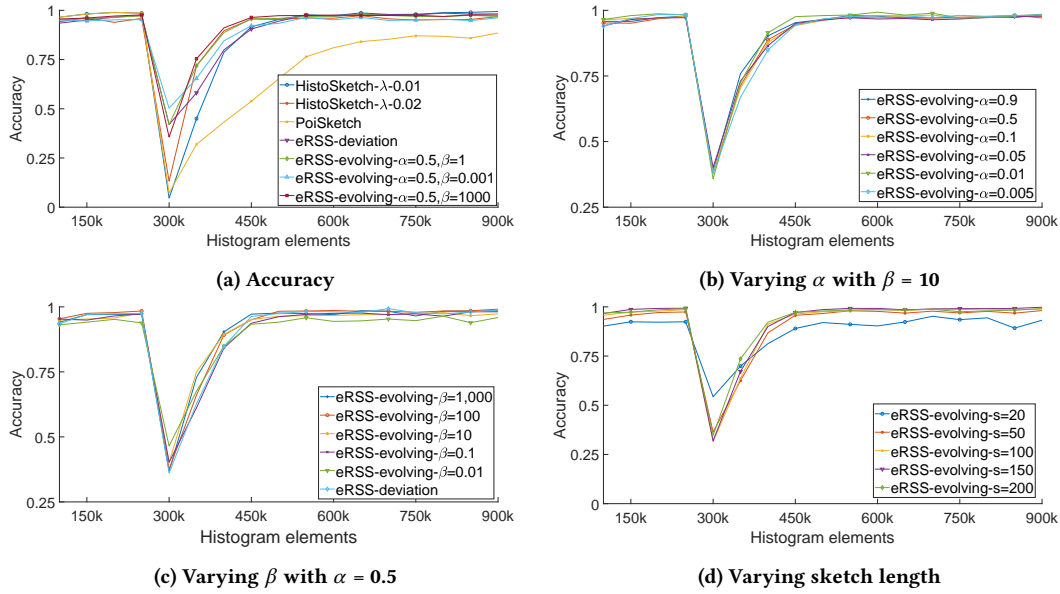 1
0.75
0.5
0.25
0
Accuracy
150k 300k 450k 600k 750k 900k
Histogram elements
HistoSketch-λ-0.01
HistoSketch-λ-0.02
PoiSketch
eRSS-deviation
eRSS-evolving-α=0.5,β=1
eRSS-evolving-α=0.5,β=0.001
eRSS-evolving-α=0.5,β=1000
(a) Accuracy
1
0.75
0.5
0.25
Accuracy
150k 300k 450k 600k 750k 900k
Histogram elements
eRSS-evolving-α=0.9
eRSS-evolving-α=0.5
eRSS-evolving-α=0.1
eRSS-evolving-α=0.05
eRSS-evolving-α=0.01
eRSS-evolving-α=0.005
(b) Varying α with β = 10
1
0.75
0.5
0.25
Accuracy
150k 300k 450k 600k 750k 900k
Histogram elements
eRSS-evolving-β=1,000
eRSS-evolving-β=100
eRSS-evolving-β=10
eRSS-evolving-β=0.1
eRSS-evolving-β=0.01
eRSS-deviation
(c) Varying β with α = 0.5
1
0.75
0.5
0.25
0
Accuracy
150k 300k 450k 600k 750k 900k
Histogram elements
eRSS-evolving-s=20
eRSS-evolving-s=50
eRSS-evolving-s=100
eRSS-evolving-s=150
eRSS-evolving-s=200
(d) Varying sketch length